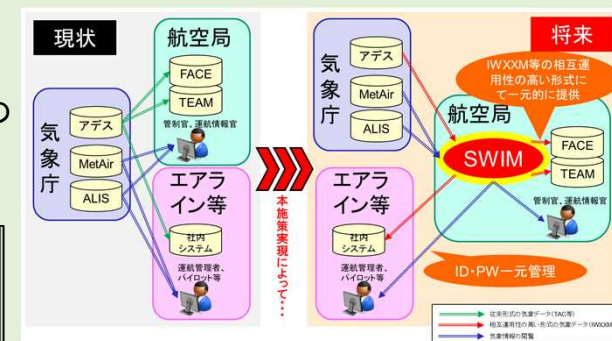 現状
航空局
FACE
TEAM
管制官、運航情報官
気象庁
アデス
MetAir
ALIS
エアライン等
社内
システム
運航管理者、
パイロット等
本施策実現によって・・・
将来
IWXXM等の相互運
用性の高い形式に
て一元的に提供
気象庁
アデス
MetAir
ALIS
航空局
SWIM
FACE
TEAM
管制官、運航情報官
エアラ
イン等
社内
システム
運航管理者、
パイロット等
ID・PW一元管理
従来形式の気象データ(TAC等)
相互運用性の高い形式の気象データ(IWXXM
気象情報の閲覧